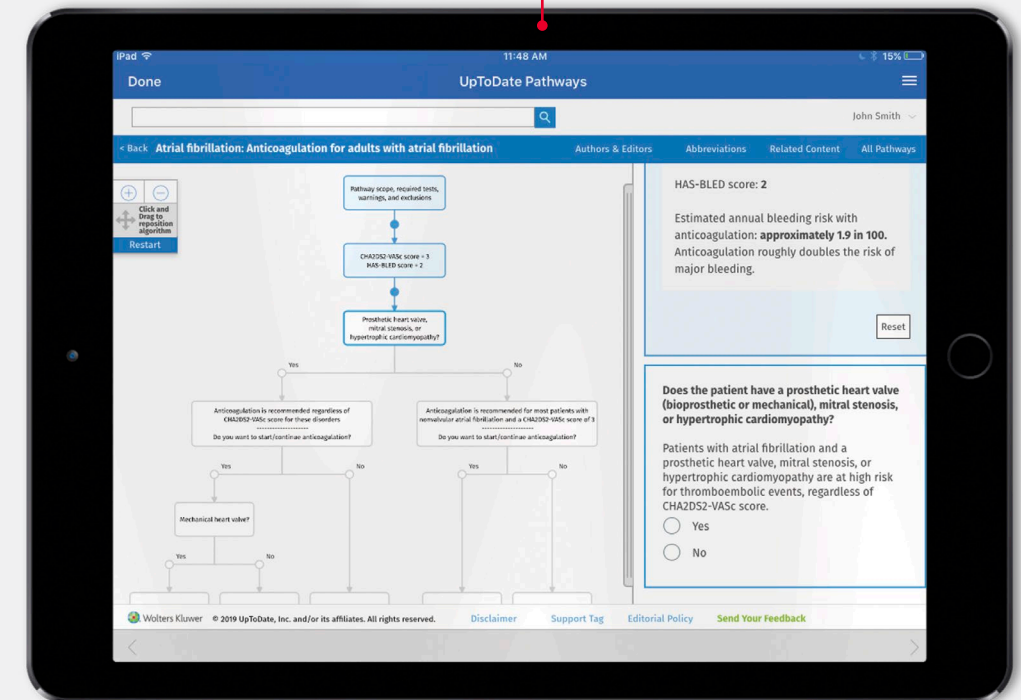 iPad
11:48 AM
15%
Done
UpToDate Pathways
John Smith
< Back
Atrial fibrillation: Anticoagulation for adults with atrial fibrillation
Authors & Editors
Abbreviations
Related Content
All Pathways
Click and
Drag to
reposition
algorithm
Restart
Pathway scope, required tests,
warnings, and exclusions
CHA2DS2-VASc score = 3
HAS-BLED score = 2
Prosthetic heart valve,
mitral stenosis, or
hypertrophic cardiomyopathy?
Yes
No
Anticoagulation is recommended regardless of
CHA2DS2-VASc score for these disorders
--------------------
Do you want to start/continue anticoagulation?
Anticoagulation is recommended for most patients with
nonvalvular atrial fibrillation and a CHA2DS2-VASc score of 3
--------------------
Do you want to start/continue anticoagulation?
Yes
No
Yes
No
Mechanical heart valve?
Yes
No
HAS-BLED score: 2
Estimated annual bleeding risk with
anticoagulation: approximately 1.9 in 100.
Anticoagulation roughly doubles the risk of
major bleeding.
Reset
Does the patient have a prosthetic heart valve
(bioprosthetic or mechanical), mitral stenosis,
or hypertrophic cardiomyopathy?
Patients with atrial fibrillation and a
prosthetic heart valve, mitral stenosis, or
hypertrophic cardiomyopathy are at high risk
for thromboembolic events, regardless of
CHA2DS2-VASc score.
Yes
No
Wolters Kluwer
© 2019 UpToDate, Inc. and/or its affiliates. All rights reserved.
Disclaimer
Support Tag
Editorial Policy
Send Your Feedback